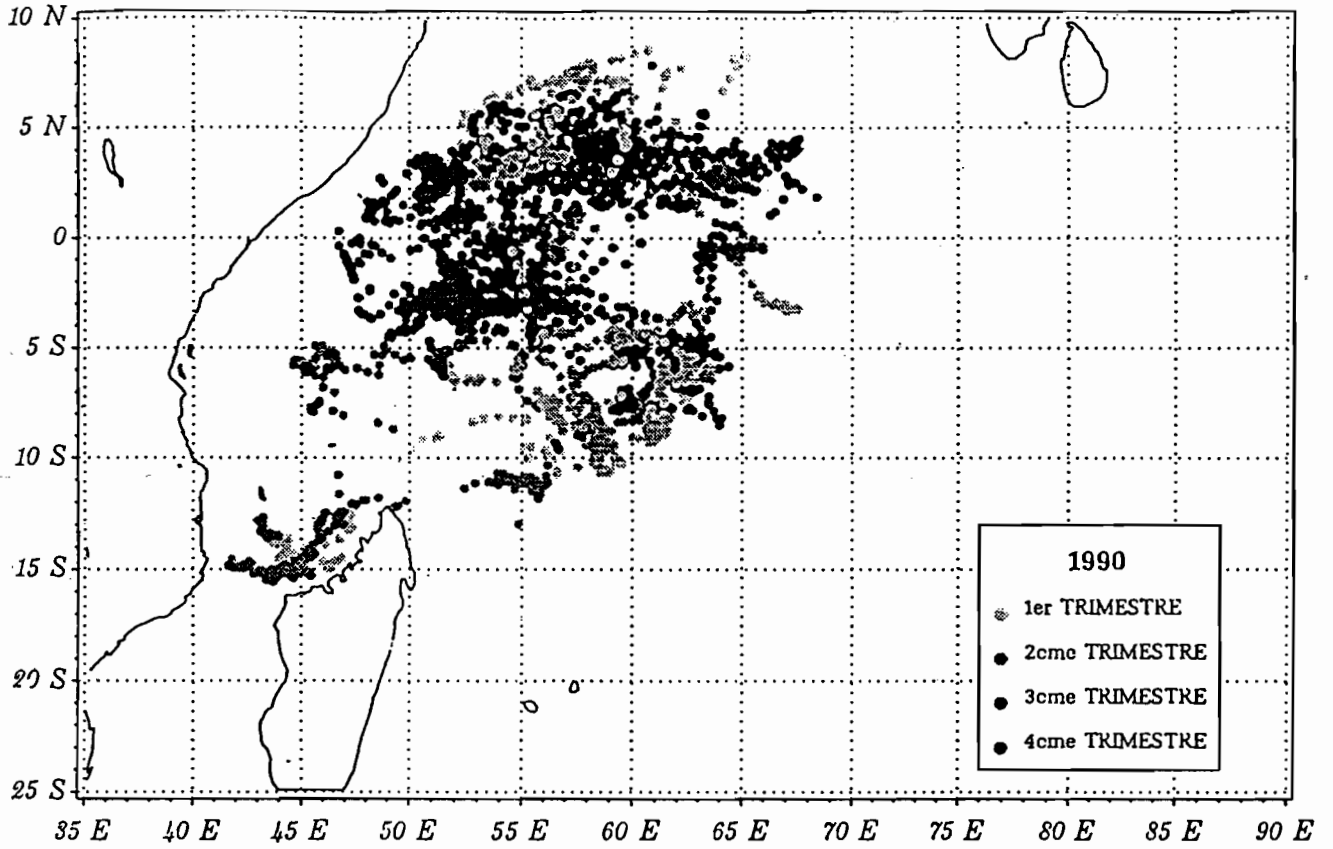 10 N
5 N
0
5 S
10 S
15 S
20 S
25 S
35 E 40 E 45 E 50 E 55 E 60 E 65 E 70 E 75 E 80 E 85 E 90 E
1990
1er TRIMESTRE
2cme TRIMESTRE
3cme TRIMESTRE
4cme TRIMESTRE